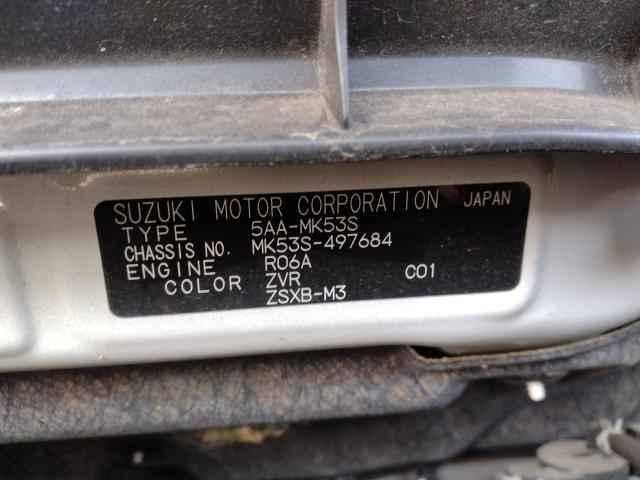 SUZUKI MOTOR CORPORATION JAPAN
TYPE 5AA-MK53S
CHASSIS NO. MK53S-497684
ENGINE R06A
COLOR ZVR C01
ZSXB-M3